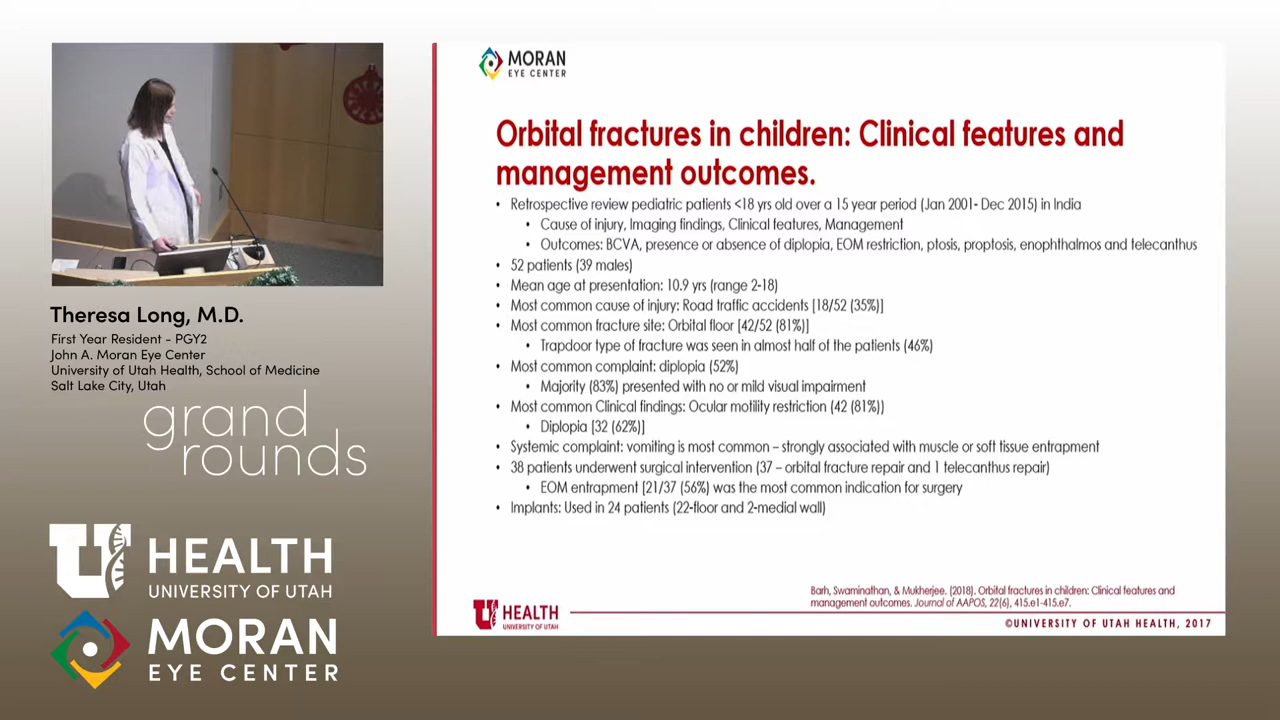 MORAN
EYE CENTER
Orbital fractures in children: Clinical features and
management outcomes.
• Retrospective review pediatric patients <18 yrs old over a 15 year period (Jan 2001- Dec 2015) in India
• Cause of injury, Imaging findings, Clinical features, Management
• Outcomes: BCVA, presence or absence of diplopia, EOM restriction, ptosis, proptosis, enophthalmos and telecanthus
• 52 patients (39 males)
• Mean age at presentation: 10.9 yrs (range 2-18)
• Most common cause of injury: Road traffic accidents [18/52 (35%)]
• Most common fracture site: Orbital floor [42/52 (81%)]
• Trapdoor type of fracture was seen in almost half of the patients (46%)
• Most common complaint: diplopia (52%)
• Majority (83%) presented with no or mild visual impairment
• Most common Clinical findings: Ocular motility restriction (42 (81%))
• Diplopia [32 (62%)]
• Systemic complaint: vomiting is most common – strongly associated with muscle or soft tissue entrapment
• 38 patients underwent surgical intervention (37 – orbital fracture repair and 1 telecanthus repair)
• EOM entrapment [21/37 (56%) was the most common indication for surgery
• Implants: Used in 24 patients (22-floor and 2-medial wall)
Barh, Swaminathan, & Mukherjee. (2018). Orbital fractures in children: Clinical features and
management outcomes. Journal of AAPOS, 22(6), 415.e1-415.e7.
U HEALTH
UNIVERSITY OF UTAH
©UNIVERSITY OF UTAH HEALTH, 2017
Theresa Long, M.D.
First Year Resident - PGY2
John A. Moran Eye Center
University of Utah Health, School of Medicine
Salt Lake City, Utah
grand
rounds
U HEALTH
UNIVERSITY OF UTAH
MORAN
EYE CENTER